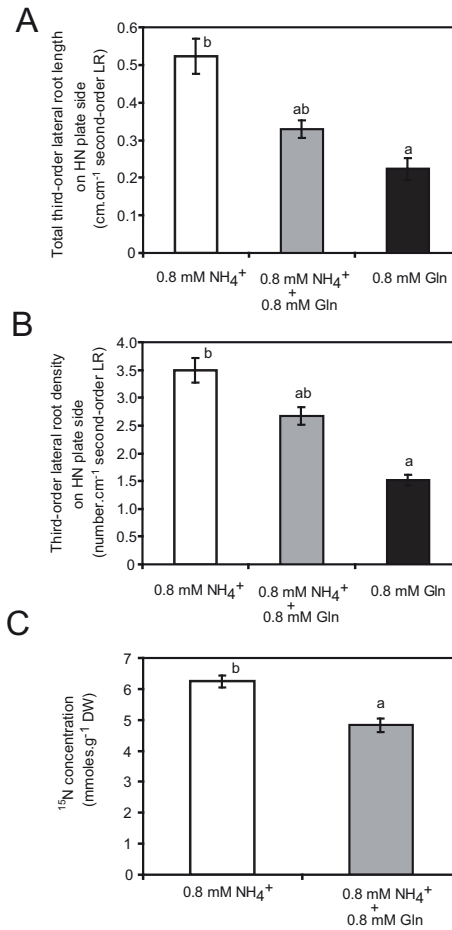 A
Total third-order lateral root length
on HN plate side
(cm.cm⁻¹ second-order LR)
0.6
0.5
0.4
0.3
0.2
0.1
0
b
ab
a
0.8 mM NH₄⁺
0.8 mM NH₄⁺
+
0.8 mM Gln
0.8 mM Gln
B
Third-order lateral root density
on HN plate side
(number.cm⁻¹ second-order LR)
4.0
3.5
3.0
2.5
2.0
1.5
1.0
0.5
0.0
b
ab
a
0.8 mM NH₄⁺
0.8 mM NH₄⁺
+
0.8 mM Gln
0.8 mM Gln
C
¹⁵N concentration
(mmoles.g⁻¹ DW)
7
6
5
4
3
2
1
0
b
a
0.8 mM NH₄⁺
0.8 mM NH₄⁺
+
0.8 mM Gln